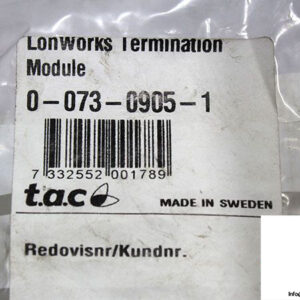 LonWorks Termination
Module
0-073-0905-1
7 332552 001789
t.a.c
MADE IN SWEDEN
Redovisnr/Kundnr.